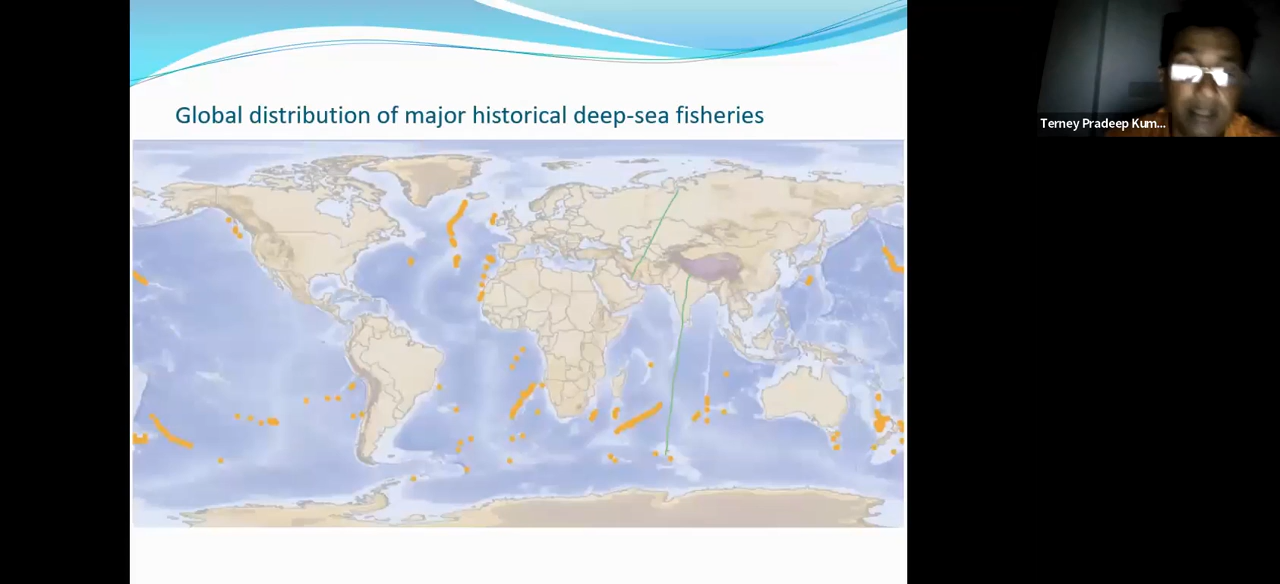 Global distribution of major historical deep-sea fisheries
Terney Pradeep Kum...